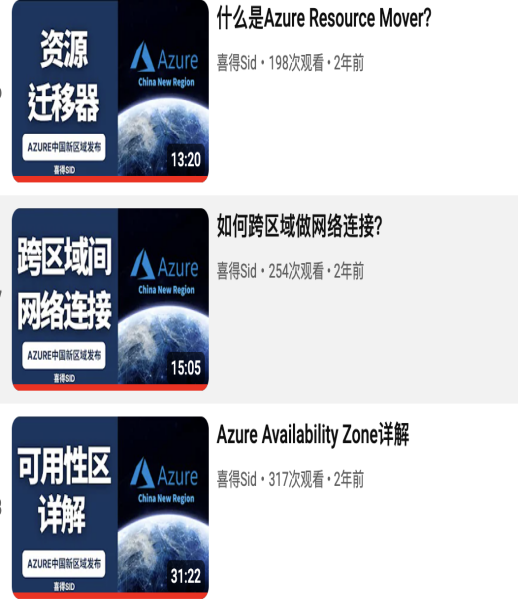 资源
迁移器
AZURE中国新区域发布
喜得SID
Azure
China New Region
13:20
什么是Azure Resource Mover?
喜得Sid • 198次观看 • 2年前
跨区域间
网络连接
AZURE中国新区域发布
喜得SID
Azure
China New Region
15:05
如何跨区域做网络连接?
喜得Sid • 254次观看 • 2年前
可用性区
详解
AZURE中国新区域发布
喜得SID
Azure
China New Region
31:22
Azure Availability Zone详解
喜得Sid • 317次观看 • 2年前